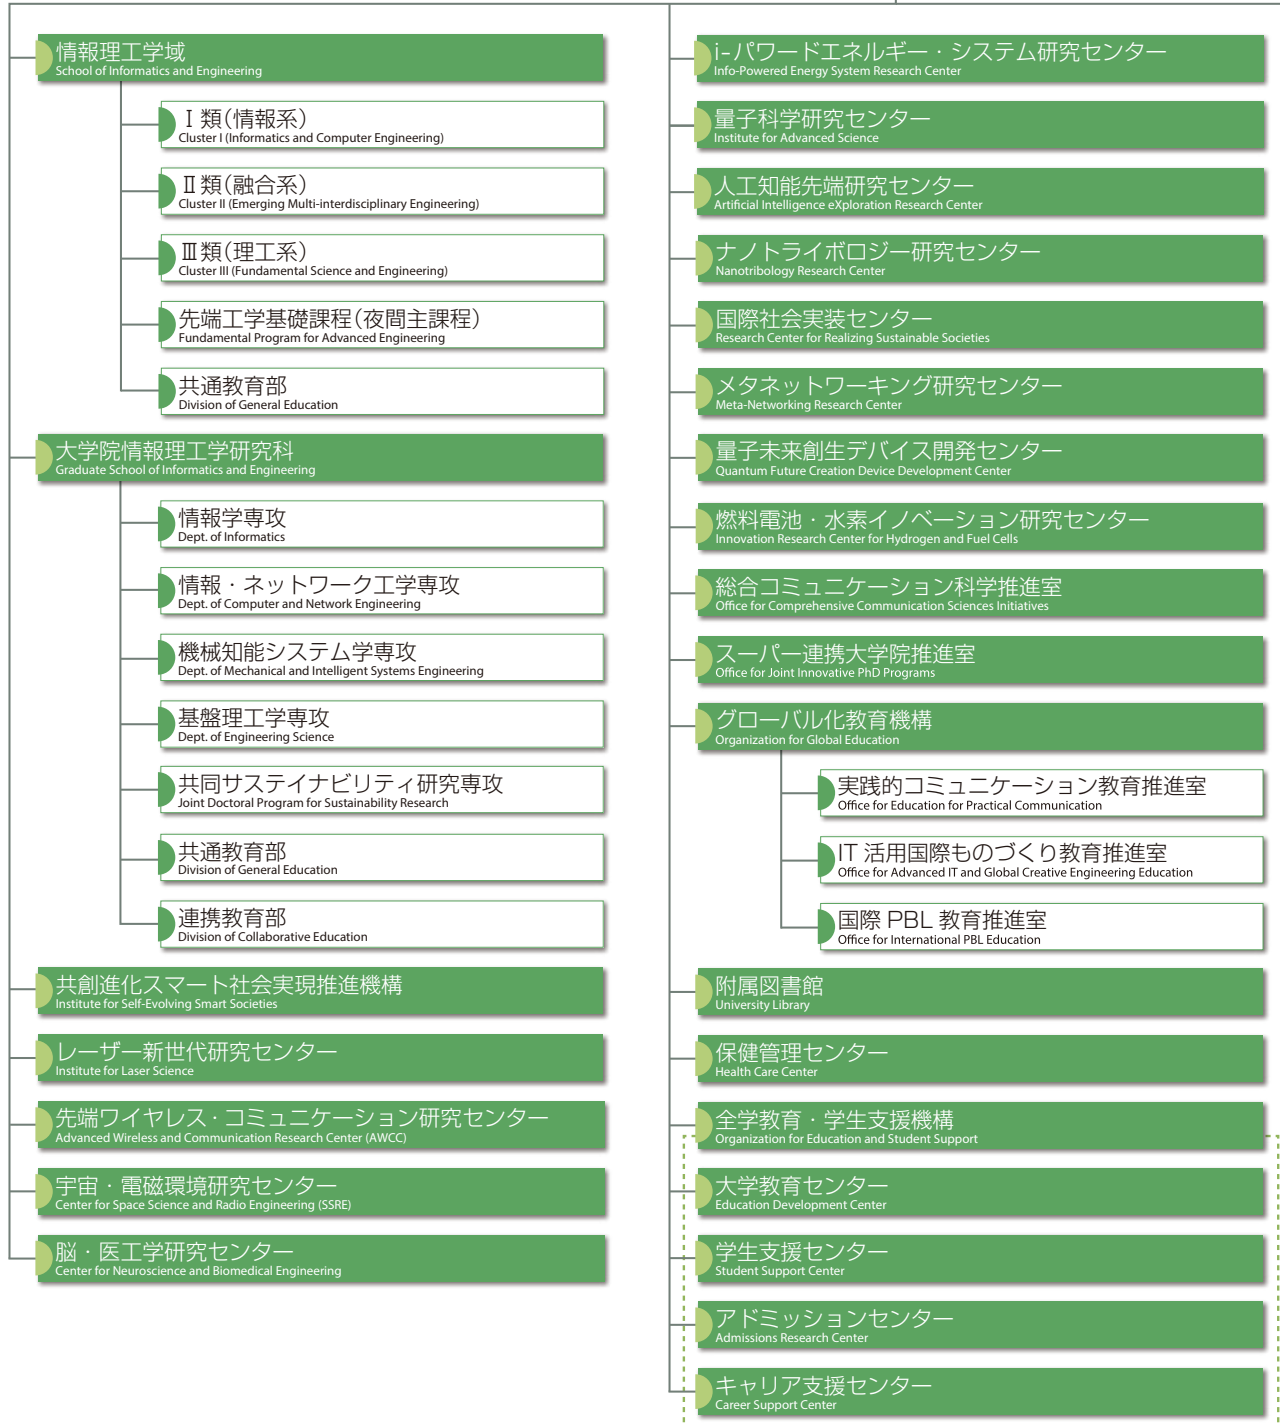 情報理工学域
School of Informatics and Engineering
Ⅰ類(情報系)
Cluster I (Informatics and Computer Engineering)
Ⅱ類(融合系)
Cluster II (Emerging Multi-interdisciplinary Engineering)
Ⅲ類(理工系)
Cluster III (Fundamental Science and Engineering)
先端工学基礎課程(夜間主課程)
Fundamental Program for Advanced Engineering
共通教育部
Division of General Education
大学院情報理工学研究科
Graduate School of Informatics and Engineering
情報学専攻
Dept. of Informatics
情報・ネットワーク工学専攻
Dept. of Computer and Network Engineering
機械知能システム学専攻
Dept. of Mechanical and Intelligent Systems Engineering
基盤理工学専攻
Dept. of Engineering Science
共同サステイナビリティ研究専攻
Joint Doctoral Program for Sustainability Research
共通教育部
Division of General Education
連携教育部
Division of Collaborative Education
共創進化スマート社会実現推進機構
Institute for Self-Evolving Smart Societies
レーザー新世代研究センター
Institute for Laser Science
先端ワイヤレス・コミュニケーション研究センター
Advanced Wireless and Communication Research Center (AWCC)
宇宙・電磁環境研究センター
Center for Space Science and Radio Engineering (SSRE)
脳・医工学研究センター
Center for Neuroscience and Biomedical Engineering
i-パワードエネルギー・システム研究センター
Info-Powered Energy System Research Center
量子科学研究センター
Institute for Advanced Science
人工知能先端研究センター
Artificial Intelligence eXploration Research Center
ナノトライボロジー研究センター
Nanotribology Research Center
国際社会実装センター
Research Center for Realizing Sustainable Societies
メタネットワーキング研究センター
Meta-Networking Research Center
量子未来創生デバイス開発センター
Quantum Future Creation Device Development Center
燃料電池・水素イノベーション研究センター
Innovation Research Center for Hydrogen and Fuel Cells
総合コミュニケーション科学推進室
Office for Comprehensive Communication Sciences Initiatives
スーパー連携大学院推進室
Office for Joint Innovative PhD Programs
グローバル化教育機構
Organization for Global Education
実践的コミュニケーション教育推進室
Office for Education for Practical Communication
IT 活用国際ものづくり教育推進室
Office for Advanced IT and Global Creative Engineering Education
国際 PBL 教育推進室
Office for International PBL Education
附属図書館
University Library
保健管理センター
Health Care Center
全学教育・学生支援機構
Organization for Education and Student Support
大学教育センター
Education Development Center
学生支援センター
Student Support Center
アドミッションセンター
Admissions Research Center
キャリア支援センター
Career Support Center